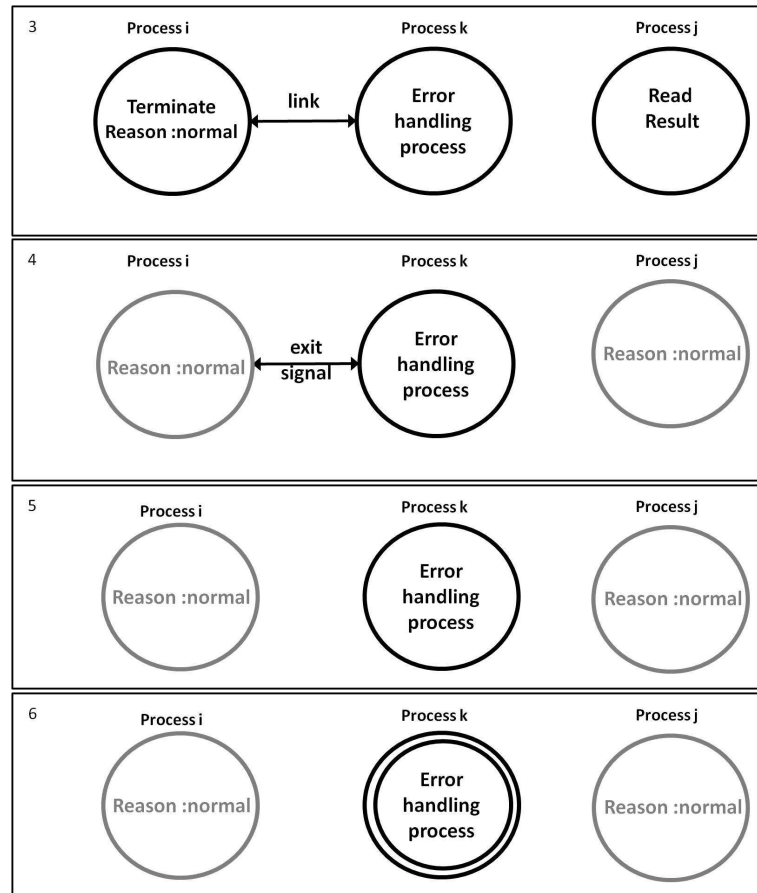 3
Process i
Process k
Process j
Terminate
Reason :normal
link
Error
handling
process
Read
Result
4
Process i
Process k
Process j
Reason :normal
exit
signal
Error
handling
process
Reason :normal
5
Process i
Process k
Process j
Reason :normal
Error
handling
process
Reason :normal
6
Process i
Process k
Process j
Reason :normal
Error
handling
process
Reason :normal